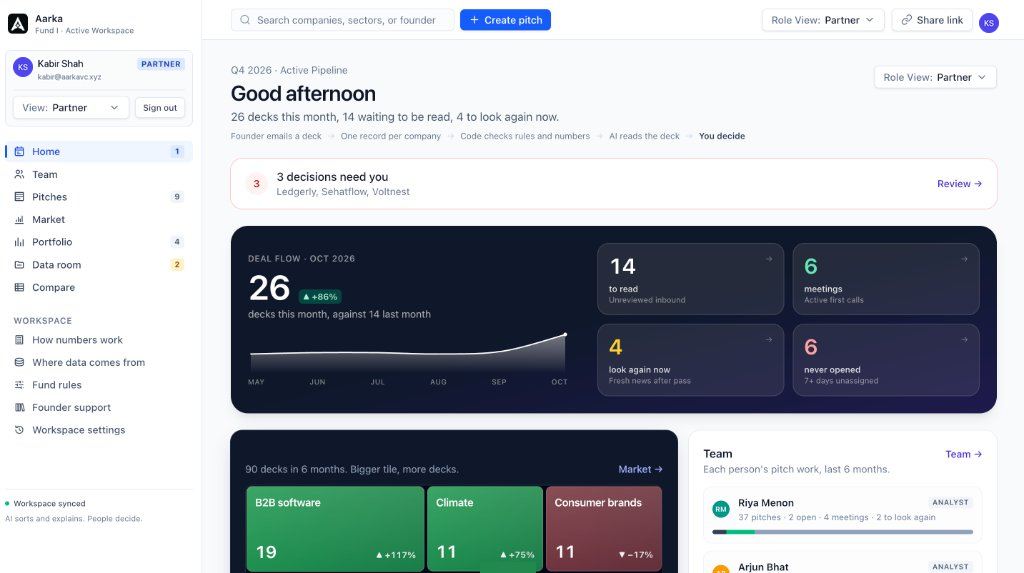 Aarka
Fund I · Active Workspace
KS
Kabir Shah
PARTNER
kabir@aarkavc.xyz
View: Partner
Sign out
Home 1
Team
Pitches 9
Market
Portfolio 4
Data room 2
Compare
WORKSPACE
How numbers work
Where data comes from
Fund rules
Founder support
Workspace settings
Workspace synced
AI sorts and explains. People decide.
Search companies, sectors, or founder
+ Create pitch
Role View: Partner
Share link
KS
Q4 2026 · Active Pipeline
Good afternoon
26 decks this month, 14 waiting to be read, 4 to look again now.
Founder emails a deck → One record per company → Code checks rules and numbers → AI reads the deck → You decide
Role View: Partner
3
3 decisions need you
Ledgerly, Sehatflow, Voltnest
Review →
DEAL FLOW · OCT 2026
26 ▲ +86%
decks this month, against 14 last month
MAY JUN JUL AUG SEP OCT
14 →
to read
Unreviewed inbound
6 →
meetings
Active first calls
4 →
look again now
Fresh news after pass
6 →
never opened
7+ days unassigned
90 decks in 6 months. Bigger tile, more decks.
Market →
B2B software
19 ▲ +117%
Climate
11 ▲ +75%
Consumer brands
11 ▼ −17%
Team
Team →
Each person's pitch work, last 6 months.
RM
Riya Menon
ANALYST
37 pitches · 2 open · 4 meetings · 2 to look again
Arjun Bhat
ANALYST